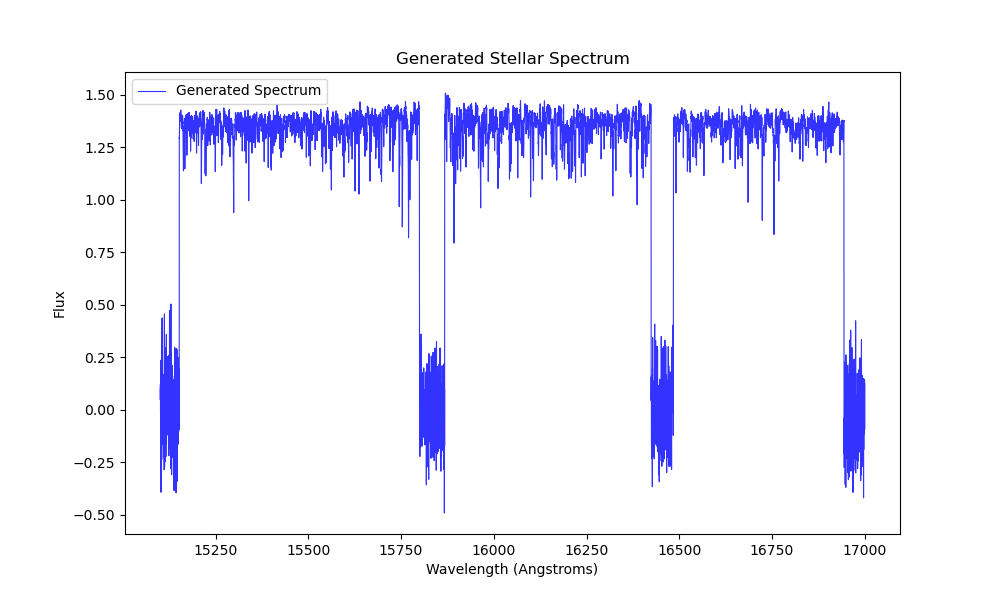 Generated Stellar Spectrum
Generated Spectrum
1.50
1.25
1.00
0.75
0.50
0.25
0.00
−0.25
−0.50
Flux
15250 15500 15750 16000 16250 16500 16750 17000
Wavelength (Angstroms)